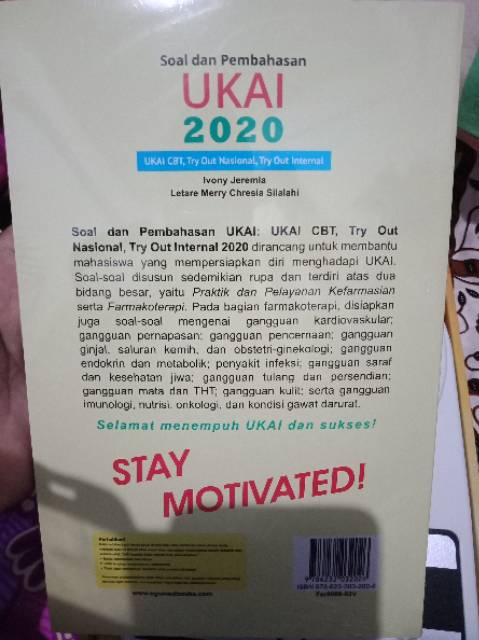 Soal dan Pembahasan
UKAI
2020
UKAI CBT, Try Out Nasional, Try Out Internal
Ivony Jeremia
Letare Merry Chresia Silalahi
Soal dan Pembahasan UKAI: UKAI CBT, Try Out
Nasional, Try Out Internal 2020 dirancang untuk membantu
mahasiswa yang mempersiapkan diri menghadapi UKAI.
Soal-soal disusun sedemikian rupa dan terdiri atas dua
bidang besar, yaitu Praktik dan Pelayanan Kefarmasian
serta Farmakoterapi. Pada bagian farmakoterapi, disiapkan
juga soal-soal mengenai gangguan kardiovaskular;
gangguan pernapasan; gangguan pencernaan; gangguan
ginjal, saluran kemih, dan obstetri-ginekologi; gangguan
endokrin dan metabolik; penyakit infeksi; gangguan saraf
dan kesehatan jiwa; gangguan tulang dan persendian;
gangguan mata dan THT; gangguan kulit; serta gangguan
imunologi, nutrisi, onkologi, dan kondisi gawat darurat.
Selamat menempuh UKAI dan sukses!
STAY
MOTIVATED!